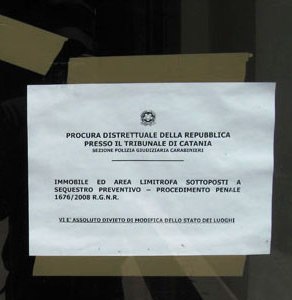 PROCURA DISTRETTUALE DELLA REPUBBLICA
PRESSO IL TRIBUNALE DI CATANIA
SEZIONE POLIZIA GIUDIZIARIA CARABINIERI
IMMOBILE ED AREA LIMITROFA SOTTOPOSTI A
SEQUESTRO PREVENTIVO – PROCEDIMENTO PENALE
1676/2008 R.G.N.R.
VI E' ASSOLUTO DIVIETO DI MODIFICA DELLO STATO DEI LUOGHI